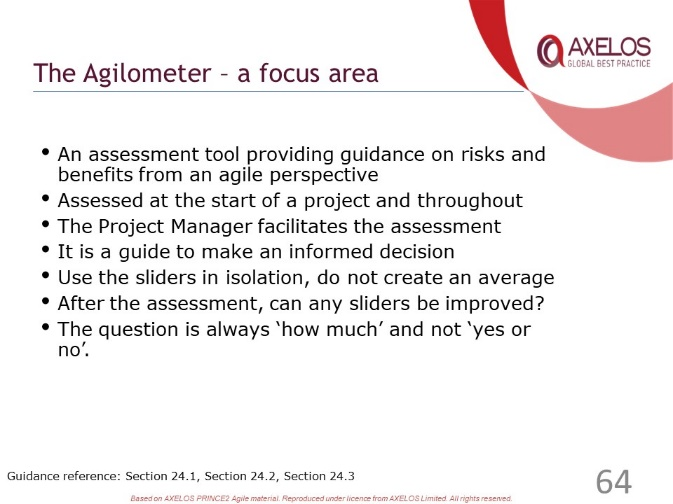 AXELOS
GLOBAL BEST PRACTICE
The Agilometer – a focus area
• An assessment tool providing guidance on risks and
benefits from an agile perspective
• Assessed at the start of a project and throughout
• The Project Manager facilitates the assessment
• It is a guide to make an informed decision
• Use the sliders in isolation, do not create an average
• After the assessment, can any sliders be improved?
• The question is always ‘how much’ and not ‘yes or
no’.
Guidance reference: Section 24.1, Section 24.2, Section 24.3
64
Based on AXELOS PRINCE2 Agile material. Reproduced under licence from AXELOS Limited. All rights reserved.